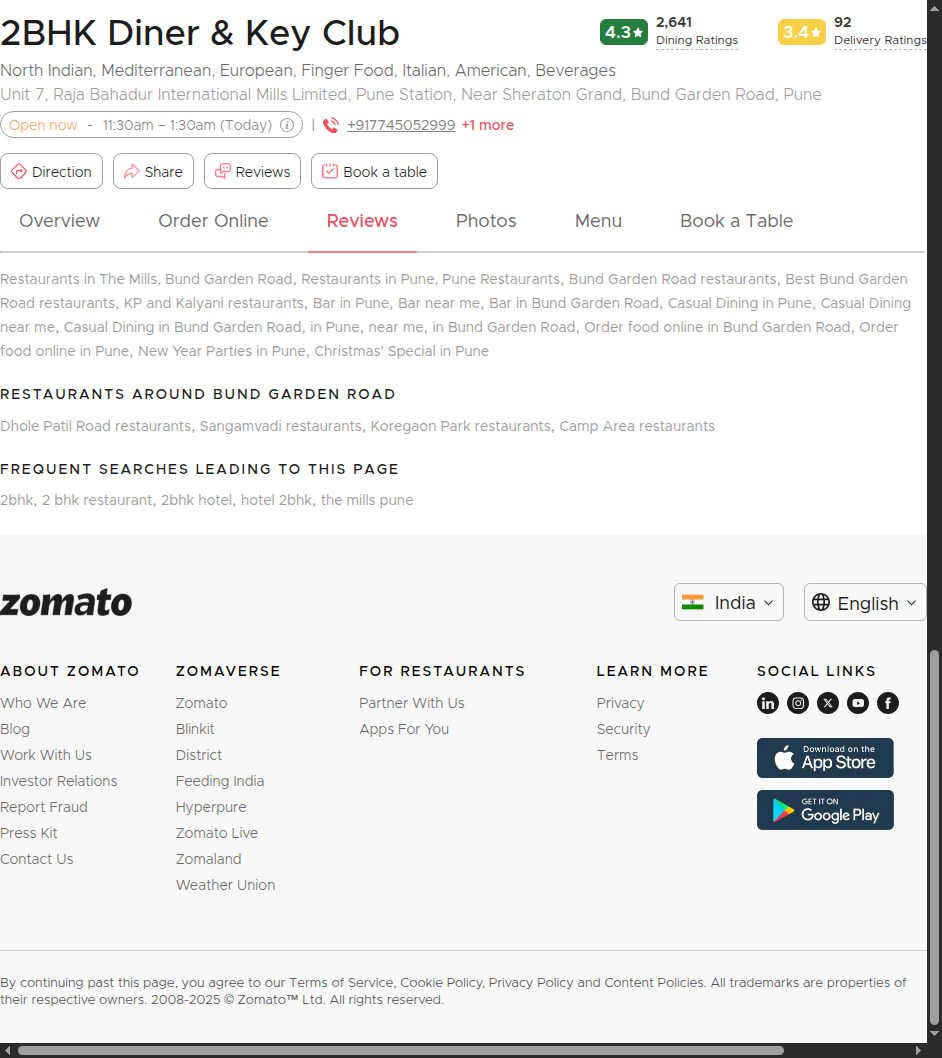 2BHK Diner & Key Club
4.3
2,641
Dining Ratings
3.4
92
Delivery Ratings
North Indian, Mediterranean, European, Finger Food, Italian, American, Beverages
Unit 7, Raja Bahadur International Mills Limited, Pune Station, Near Sheraton Grand, Bund Garden Road, Pune
Open now - 11:30am – 1:30am (Today) | +917745052999 +1 more
Direction
Share
Reviews
Book a table
Overview
Order Online
Reviews
Photos
Menu
Book a Table
Restaurants in The Mills, Bund Garden Road, Restaurants in Pune, Pune Restaurants, Bund Garden Road restaurants, Best Bund Garden
Road restaurants, KP and Kalyani restaurants, Bar in Pune, Bar near me, Bar in Bund Garden Road, Casual Dining in Pune, Casual Dining
near me, Casual Dining in Bund Garden Road, in Pune, near me, in Bund Garden Road, Order food online in Bund Garden Road, Order
food online in Pune, New Year Parties in Pune, Christmas' Special in Pune
RESTAURANTS AROUND BUND GARDEN ROAD
Dhole Patil Road restaurants, Sangamvadi restaurants, Koregaon Park restaurants, Camp Area restaurants
FREQUENT SEARCHES LEADING TO THIS PAGE
2bhk, 2 bhk restaurant, 2bhk hotel, hotel 2bhk, the mills pune
zomato
India
English
ABOUT ZOMATO
Who We Are
Blog
Work With Us
Investor Relations
Report Fraud
Press Kit
Contact Us
ZOMAVERSE
Zomato
Blinkit
District
Feeding India
Hyperpure
Zomato Live
Zomaland
Weather Union
FOR RESTAURANTS
Partner With Us
Apps For You
LEARN MORE
Privacy
Security
Terms
SOCIAL LINKS
Download on the
App Store
GET IT ON
Google Play
By continuing past this page, you agree to our Terms of Service, Cookie Policy, Privacy Policy and Content Policies. All trademarks are properties of
their respective owners. 2008-2025 © Zomato™ Ltd. All rights reserved.